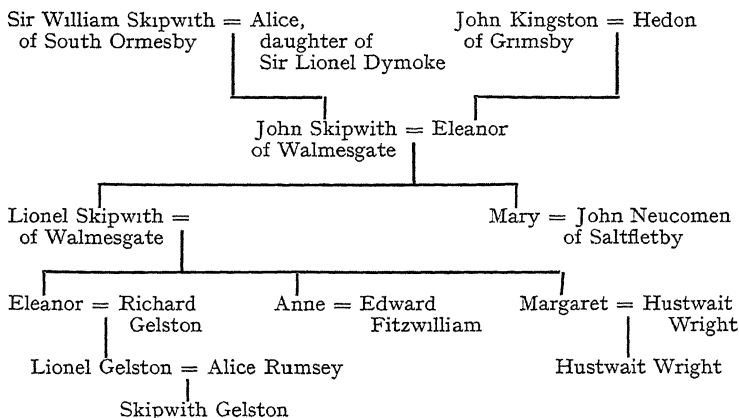 Sir William Skipwith = Alice, John Kingston = Hedon
of South Ormesby daughter of of Grimsby
Sir Lionel Dymoke
John Skipwith = Eleanor
of Walmesgate
Lionel Skipwith = Mary = John Neucomen
of Walmesgate of Saltfletby
Eleanor = Richard Anne = Edward Margaret = Hustwait
Gelston Fitzwilliam Wright
Lionel Gelston = Alice Rumsey Hustwait Wright
Skipwith Gelston